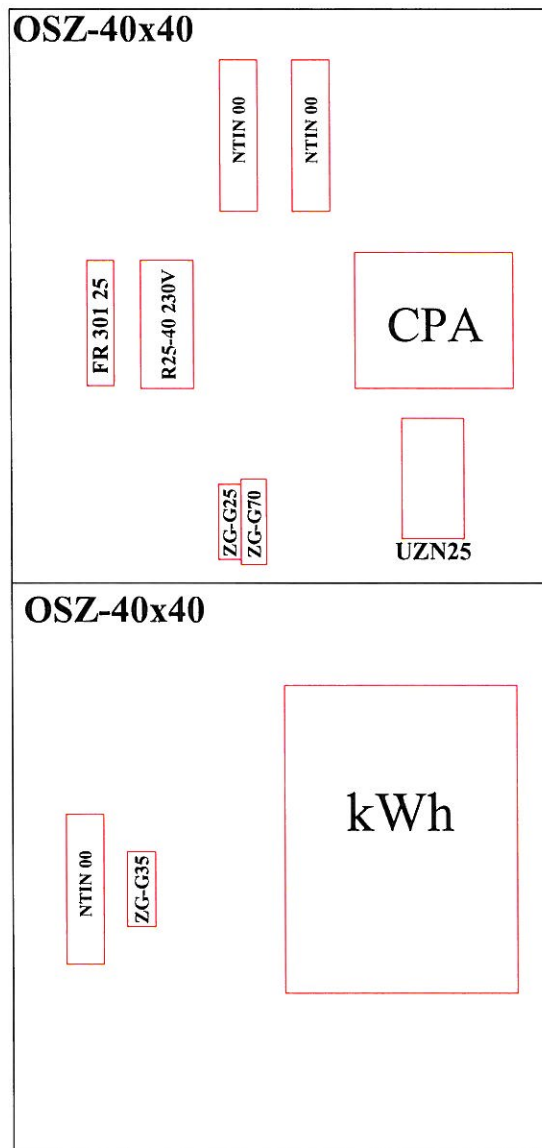 OSZ-40x40
NTIN 00
NTIN 00
FR 301 25
R25-40 230V
CPA
ZG-G25
ZG-G70
UZN25
OSZ-40x40
kWh
NTIN 00
ZG-G35